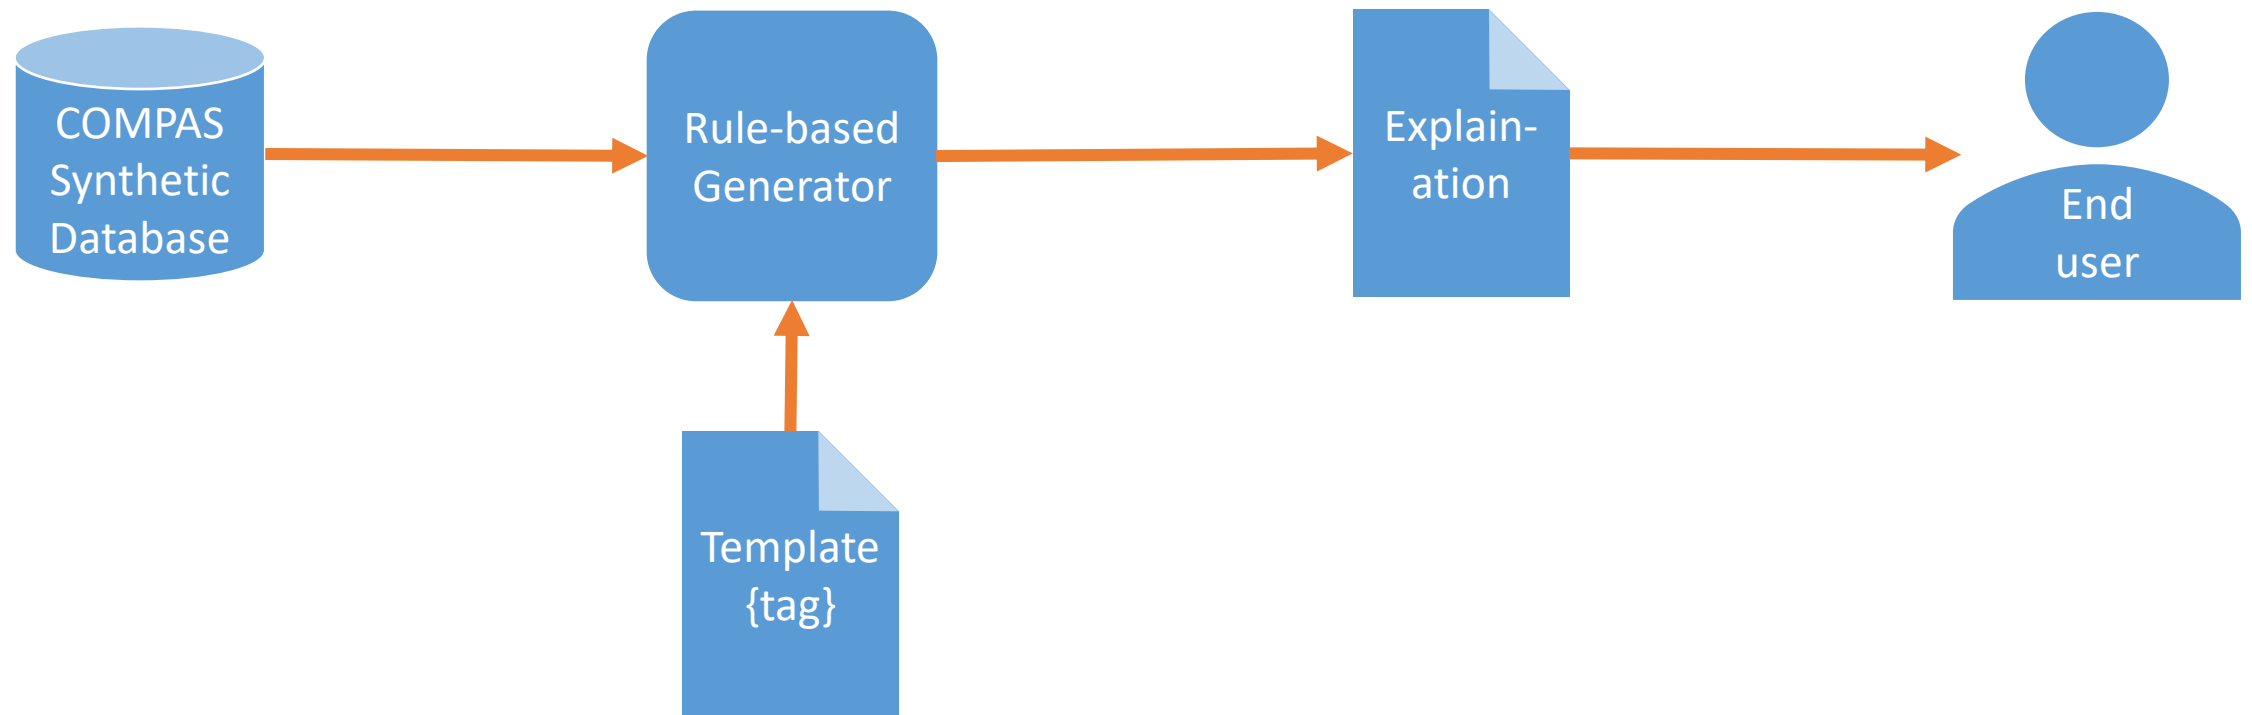 COMPAS
Synthetic
Database
Rule-based
Generator
Explain-
ation
End
user
Template
{tag}